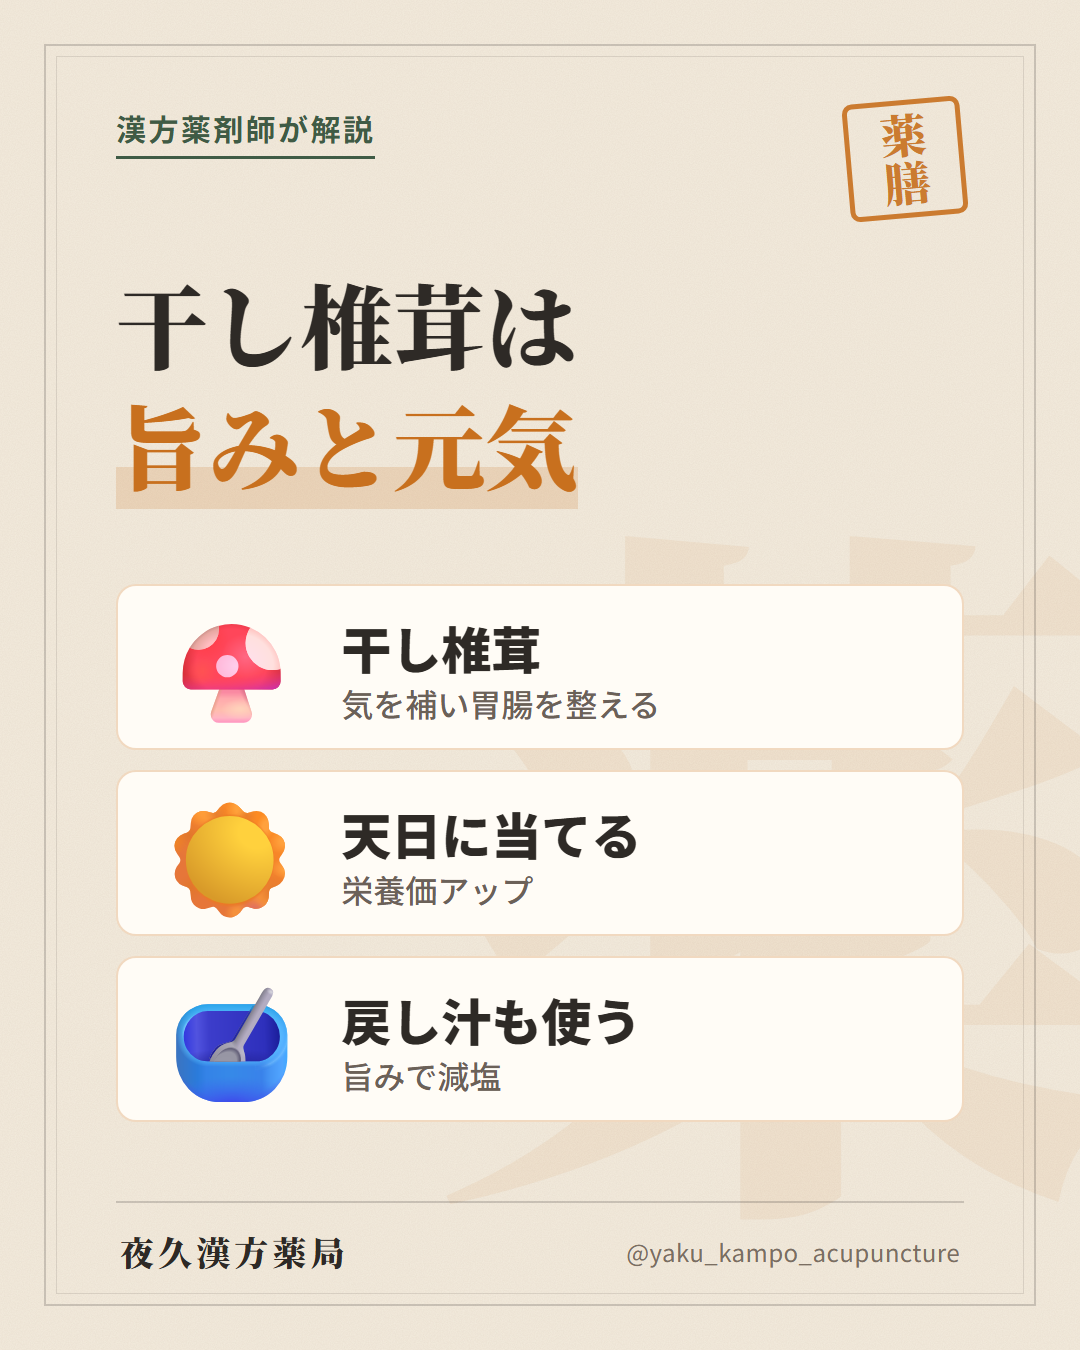 漢方薬剤師が解説
薬膳
干し椎茸は
旨みと元気
干し椎茸
気を補い胃腸を整える
天日に当てる
栄養価アップ
戻し汁も使う
旨みで減塩
夜久漢方薬局
@yaku_kampo_acupuncture